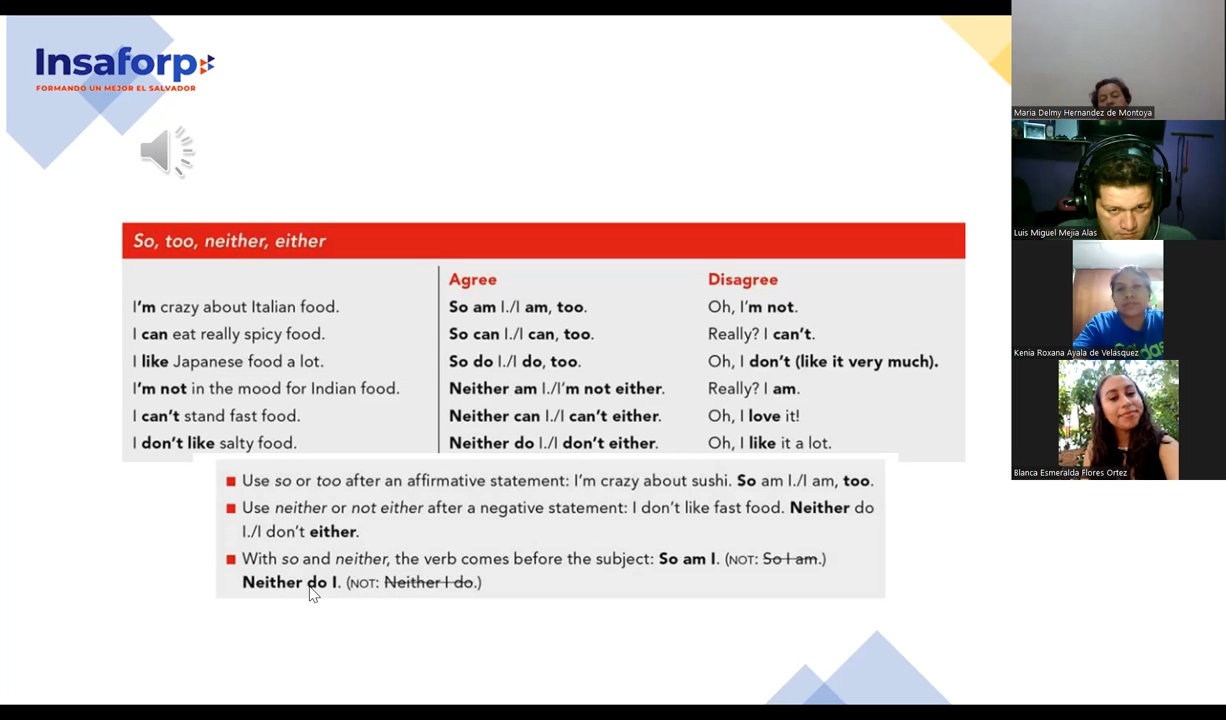 Insaforp
FORMANDO UN MEJOR EL SALVADOR
So, too, neither, either
Agree Disagree
I'm crazy about Italian food. So am I./I am, too. Oh, I'm not.
I can eat really spicy food. So can I./I can, too. Really? I can't.
I like Japanese food a lot. So do I./I do, too. Oh, I don't (like it very much).
I'm not in the mood for Indian food. Neither am I./I'm not either. Really? I am.
I can't stand fast food. Neither can I./I can't either. Oh, I love it!
I don't like salty food. Neither do I./I don't either. Oh, I like it a lot.
Use so or too after an affirmative statement: I'm crazy about sushi. So am I./I am, too.
Use neither or not either after a negative statement: I don't like fast food. Neither do
I./I don't either.
With so and neither, the verb comes before the subject: So am I. (NOT: So I am.)
Neither do I. (NOT: Neither I do.)
Maria Delmy Hernandez de Montoya
Luis Miguel Mejia Alas
Kenia Roxana Ayala de Velasquez
Blanca Esmeralda Flores Ortez